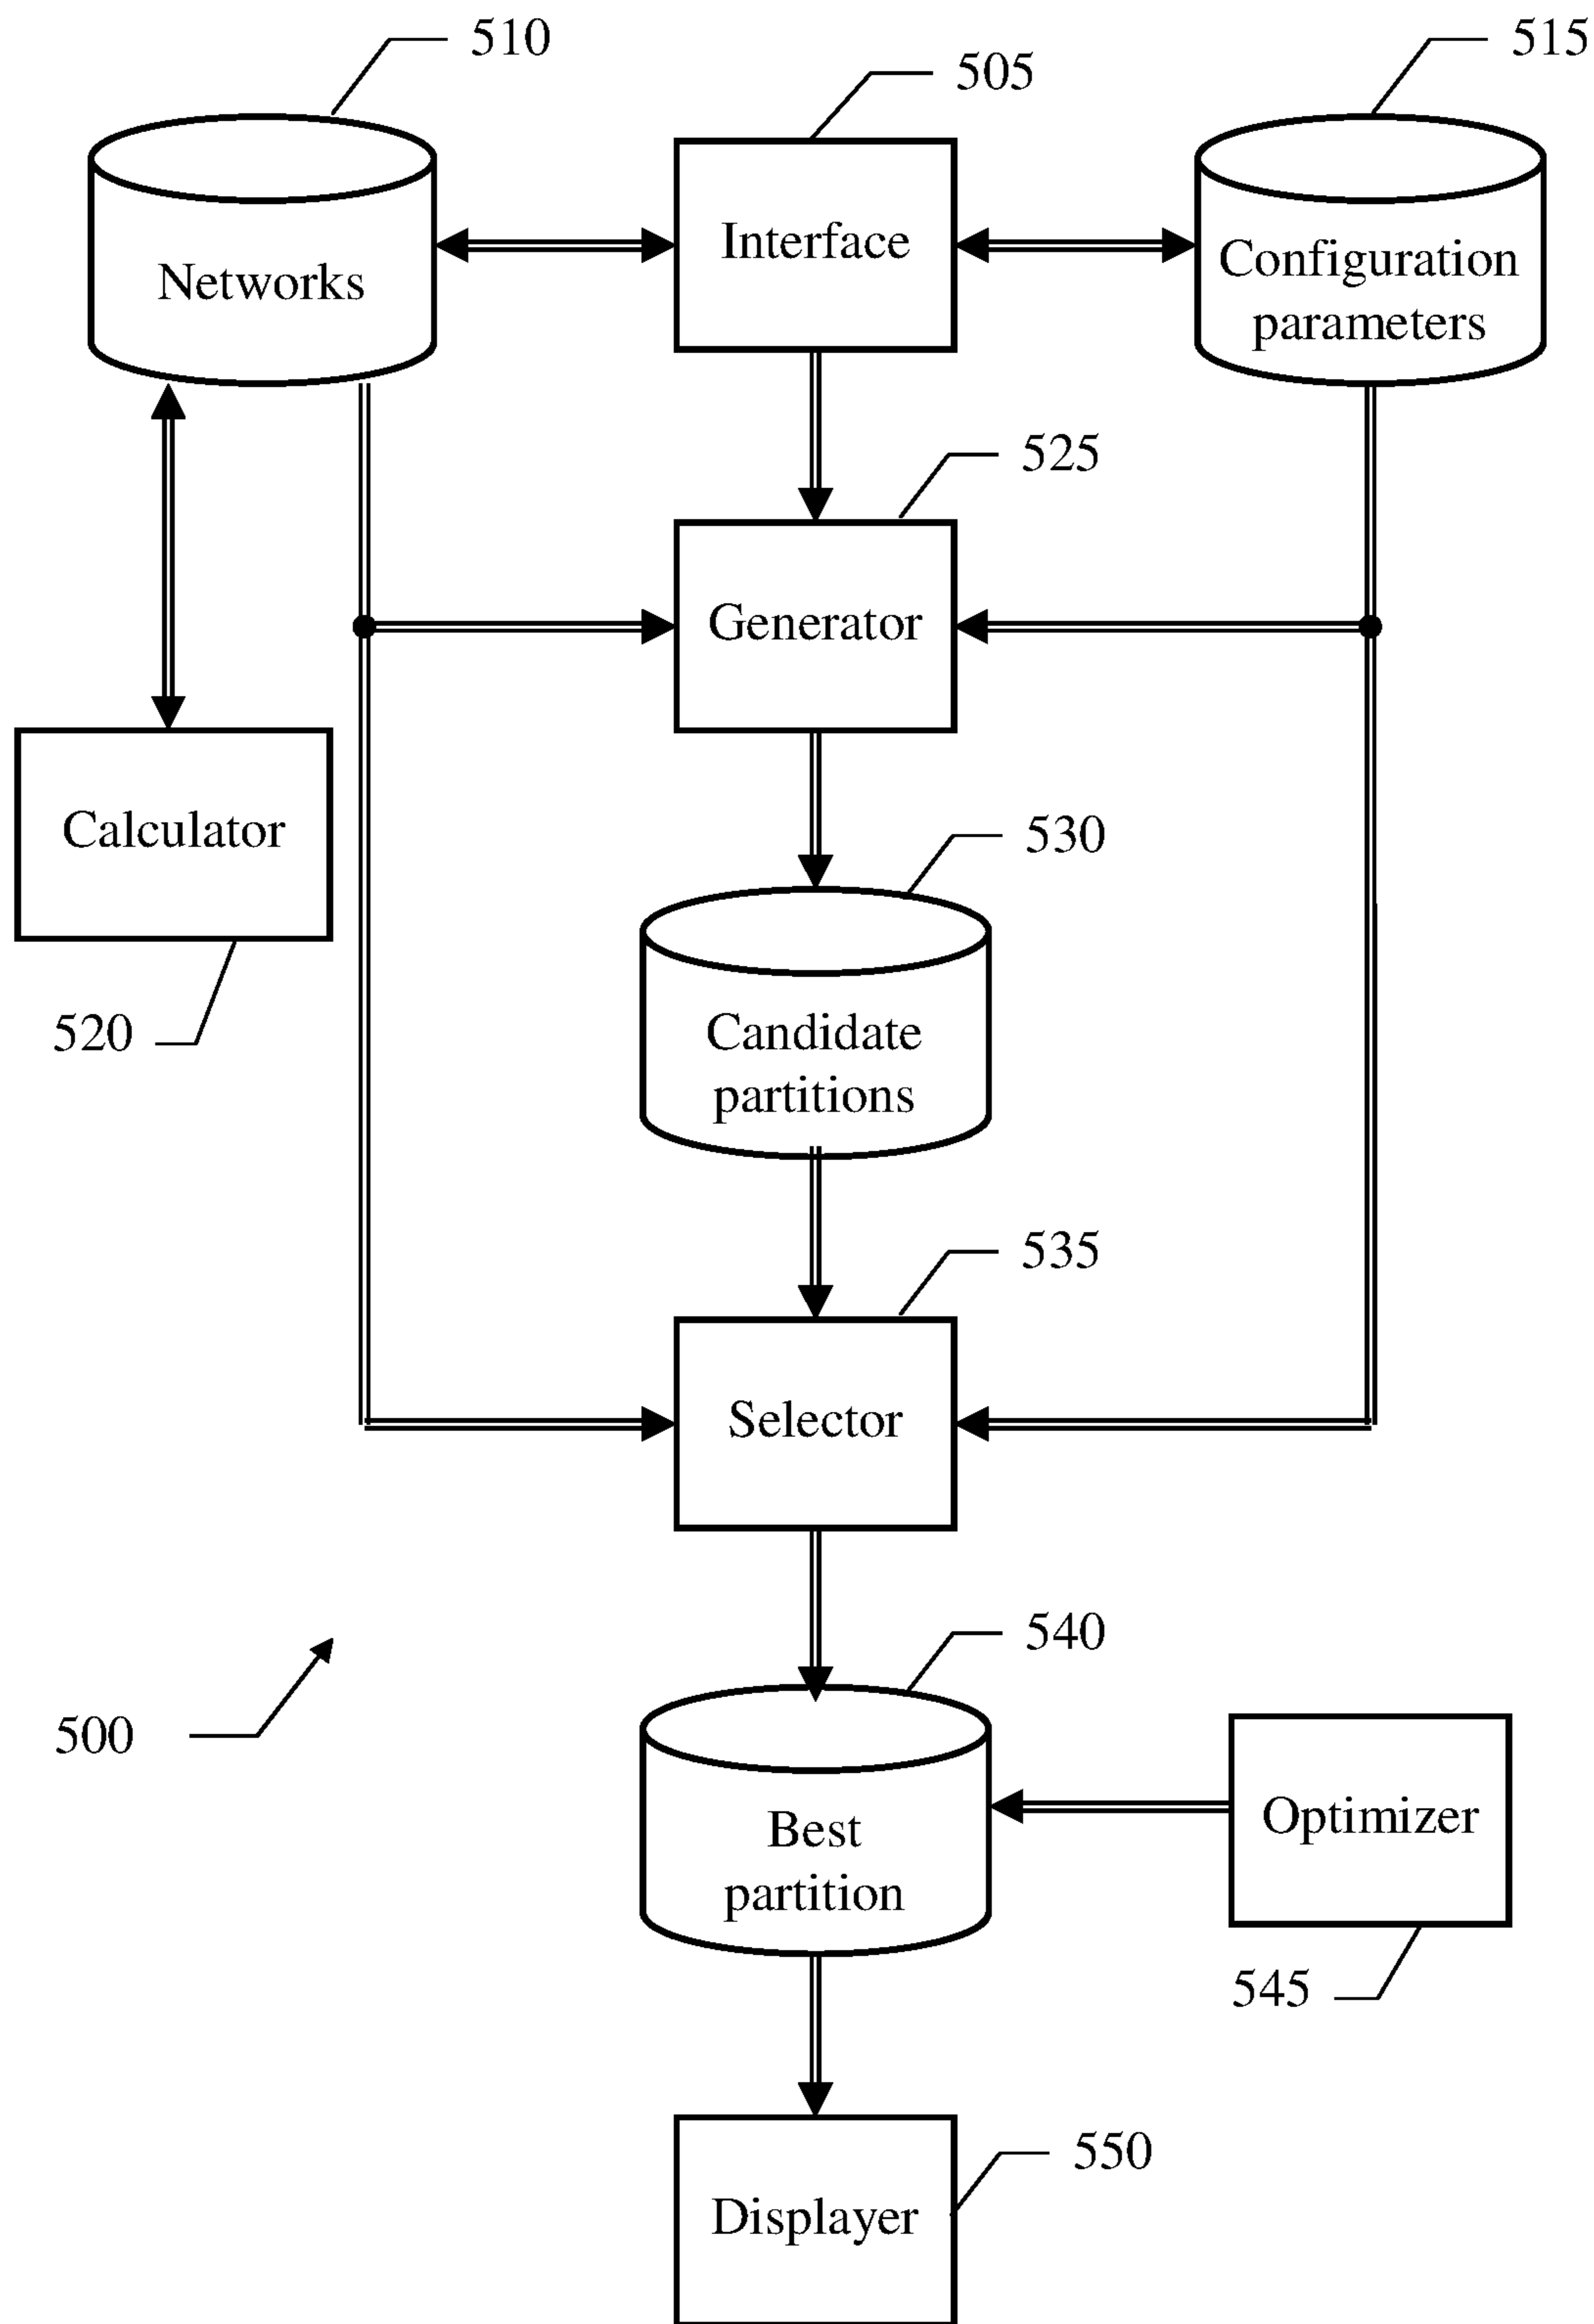 510
505
515
Networks
Interface
Configuration
parameters
525
Generator
Calculator
520
530
Candidate
partitions
535
Selector
500
540
Best
partition
Optimizer
545
550
Displayer